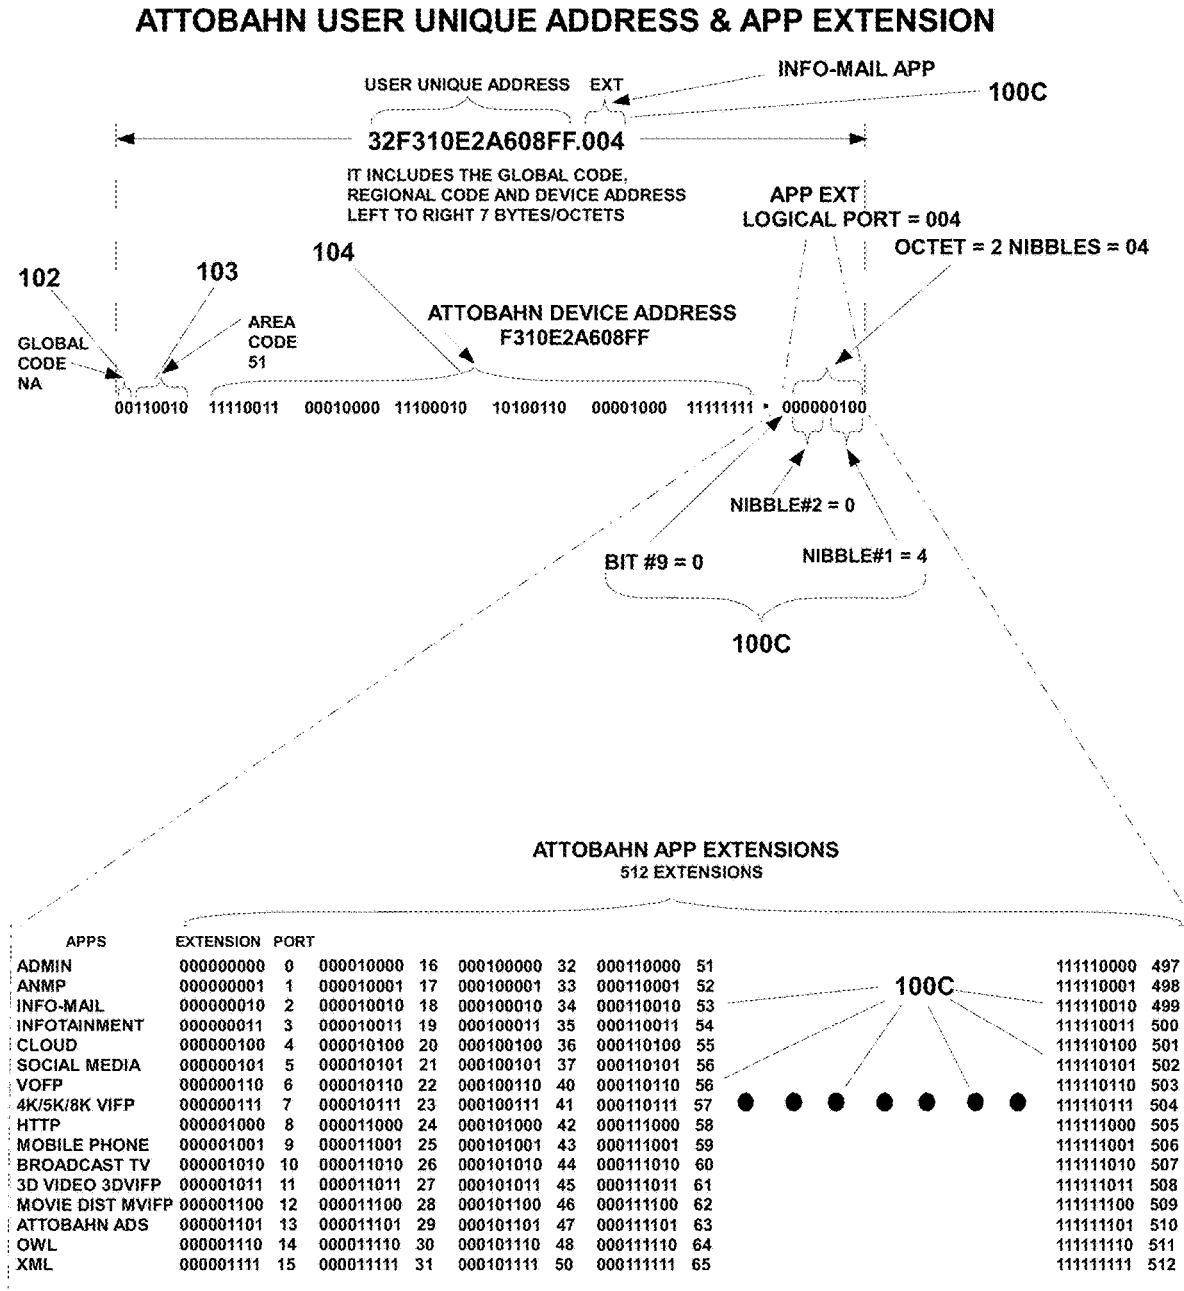 ATTOBAHN USER UNIQUE ADDRESS & APP EXTENSION
INFO-MAIL APP
USER UNIQUE ADDRESS EXT
100C
32F310E2A608FF.004
IT INCLUDES THE GLOBAL CODE,
REGIONAL CODE AND DEVICE ADDRESS
LEFT TO RIGHT 7 BYTES/OCTETS
APP EXT
LOGICAL PORT = 004
OCTET = 2 NIBBLES = 04
102
103
104
ATTOBAHN DEVICE ADDRESS
F310E2A608FF
GLOBAL
CODE
NA
AREA
CODE
51
00110010 11110011 00010000 11100010 10100110 00001000 11111111 • 000000100
NIBBLE#2 = 0
BIT #9 = 0
NIBBLE#1 = 4
100C
ATTOBAHN APP EXTENSIONS
512 EXTENSIONS
APPS EXTENSION PORT
ADMIN 000000000 0 000010000 16 000100000 32 000110000 51 111110000 497
ANMP 000000001 1 000010001 17 000100001 33 000110001 52 100C 111110001 498
INFO-MAIL 000000010 2 000010010 18 000100010 34 000110010 53 111110010 499
INFOTAINMENT 000000011 3 000010011 19 000100011 35 000110011 54 111110011 500
CLOUD 000000100 4 000010100 20 000100100 36 000110100 55 111110100 501
SOCIAL MEDIA 000000101 5 000010101 21 000100101 37 000110101 56 111110101 502
VOFP 000000110 6 000010110 22 000100110 40 000110110 56 111110110 503
4K/5K/8K VIFP 000000111 7 000010111 23 000100111 41 000110111 57 111110111 504
HTTP 000001000 8 000011000 24 000101000 42 000111000 58 111111000 505
MOBILE PHONE 000001001 9 000011001 25 000101001 43 000111001 59 111111001 506
BROADCAST TV 000001010 10 000011010 26 000101010 44 000111010 60 111111010 507
3D VIDEO 3DVIFP 000001011 11 000011011 27 000101011 45 000111011 61 111111011 508
MOVIE DIST MVIFP 000001100 12 000011100 28 000101100 46 000111100 62 111111100 509
ATTOBAHN ADS 000001101 13 000011101 29 000101101 47 000111101 63 111111101 510
OWL 000001110 14 000011110 30 000101110 48 000111110 64 111111110 511
XML 000001111 15 000011111 31 000101111 50 000111111 65 111111111 512